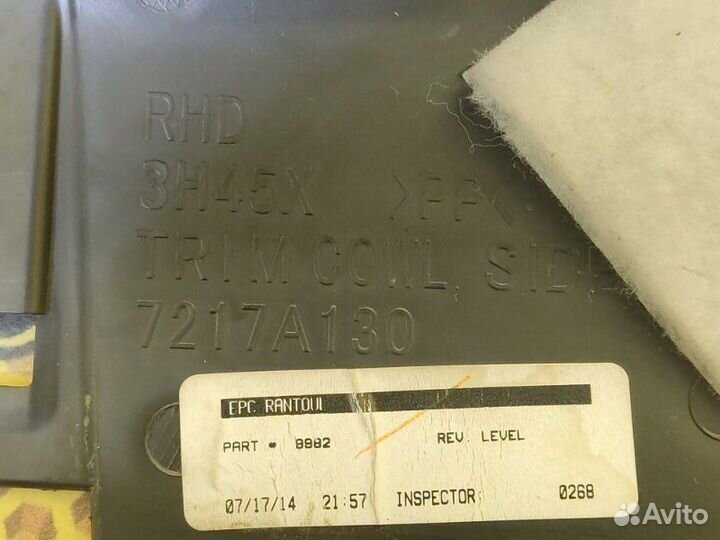 RHD
3H45X >PP<
TRIM COWL, SIDE
7217A130
EPC RANTOUL
PART # 8882 REV. LEVEL
07/17/14 21:57 INSPECTOR: 0268
Avito